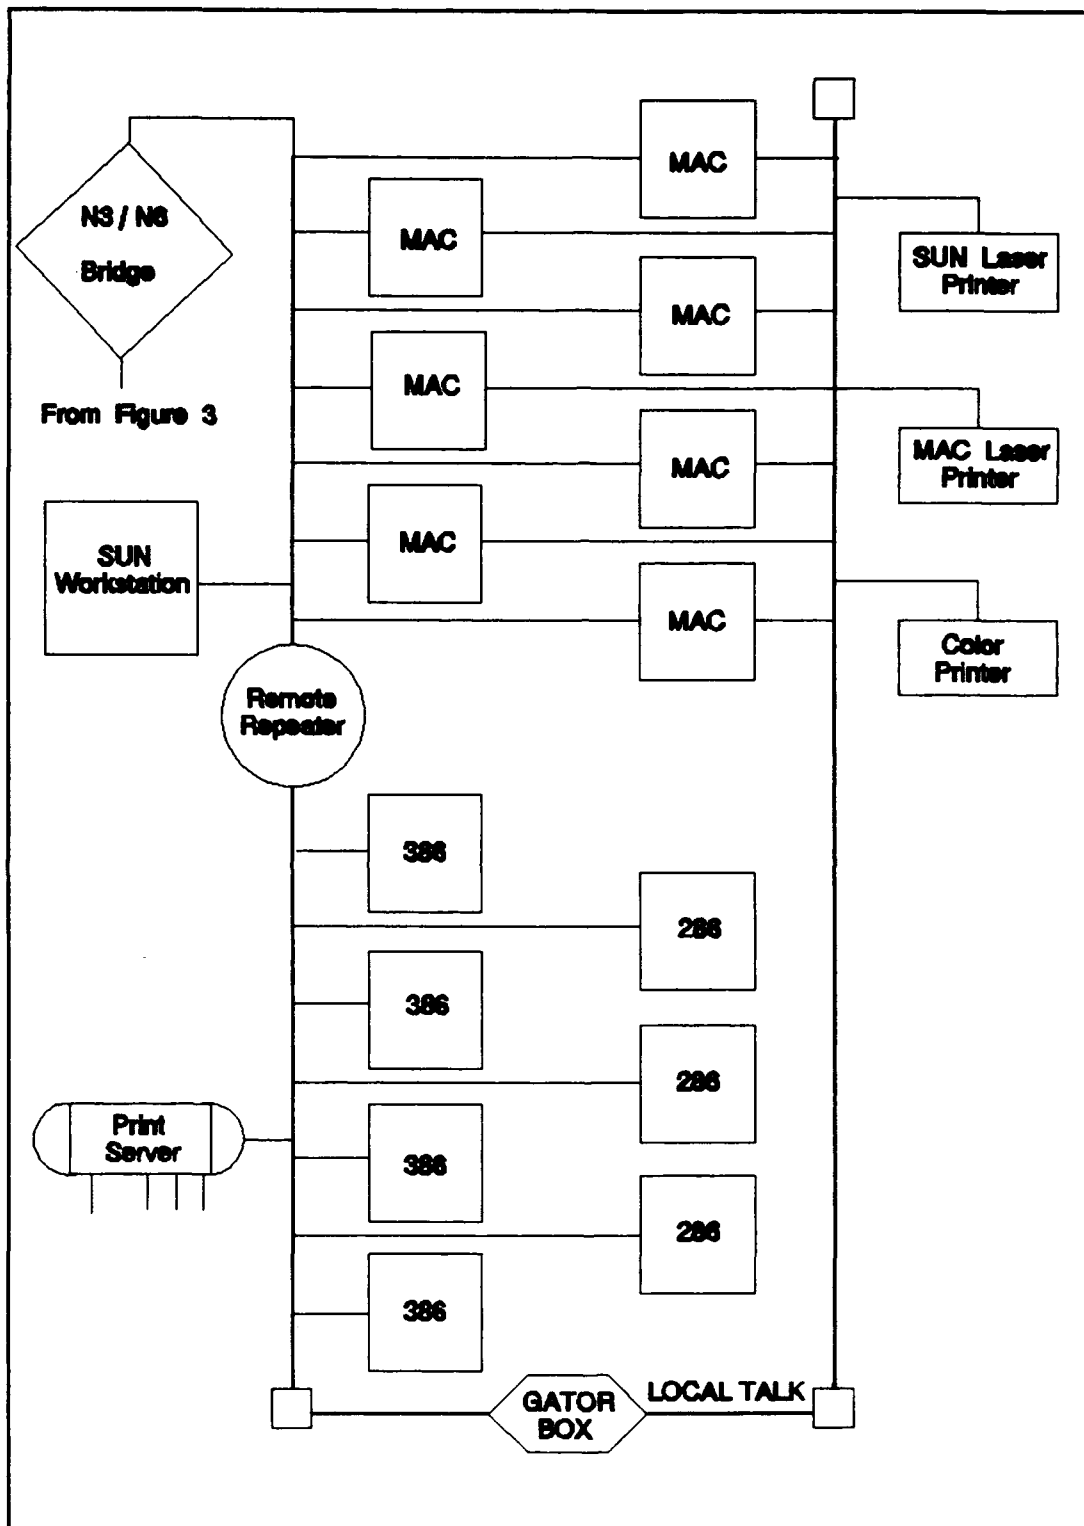 MAC
N3 / N6
Bridge
MAC
SUN Laser
Printer
MAC
MAC
From Figure 3
MAC
MAC Laser
Printer
MAC
SUN
Workstation
MAC
Color
Printer
Remote
Repeater
386
286
386
286
Print
Server
386
286
386
LOCAL TALK
GATOR
BOX